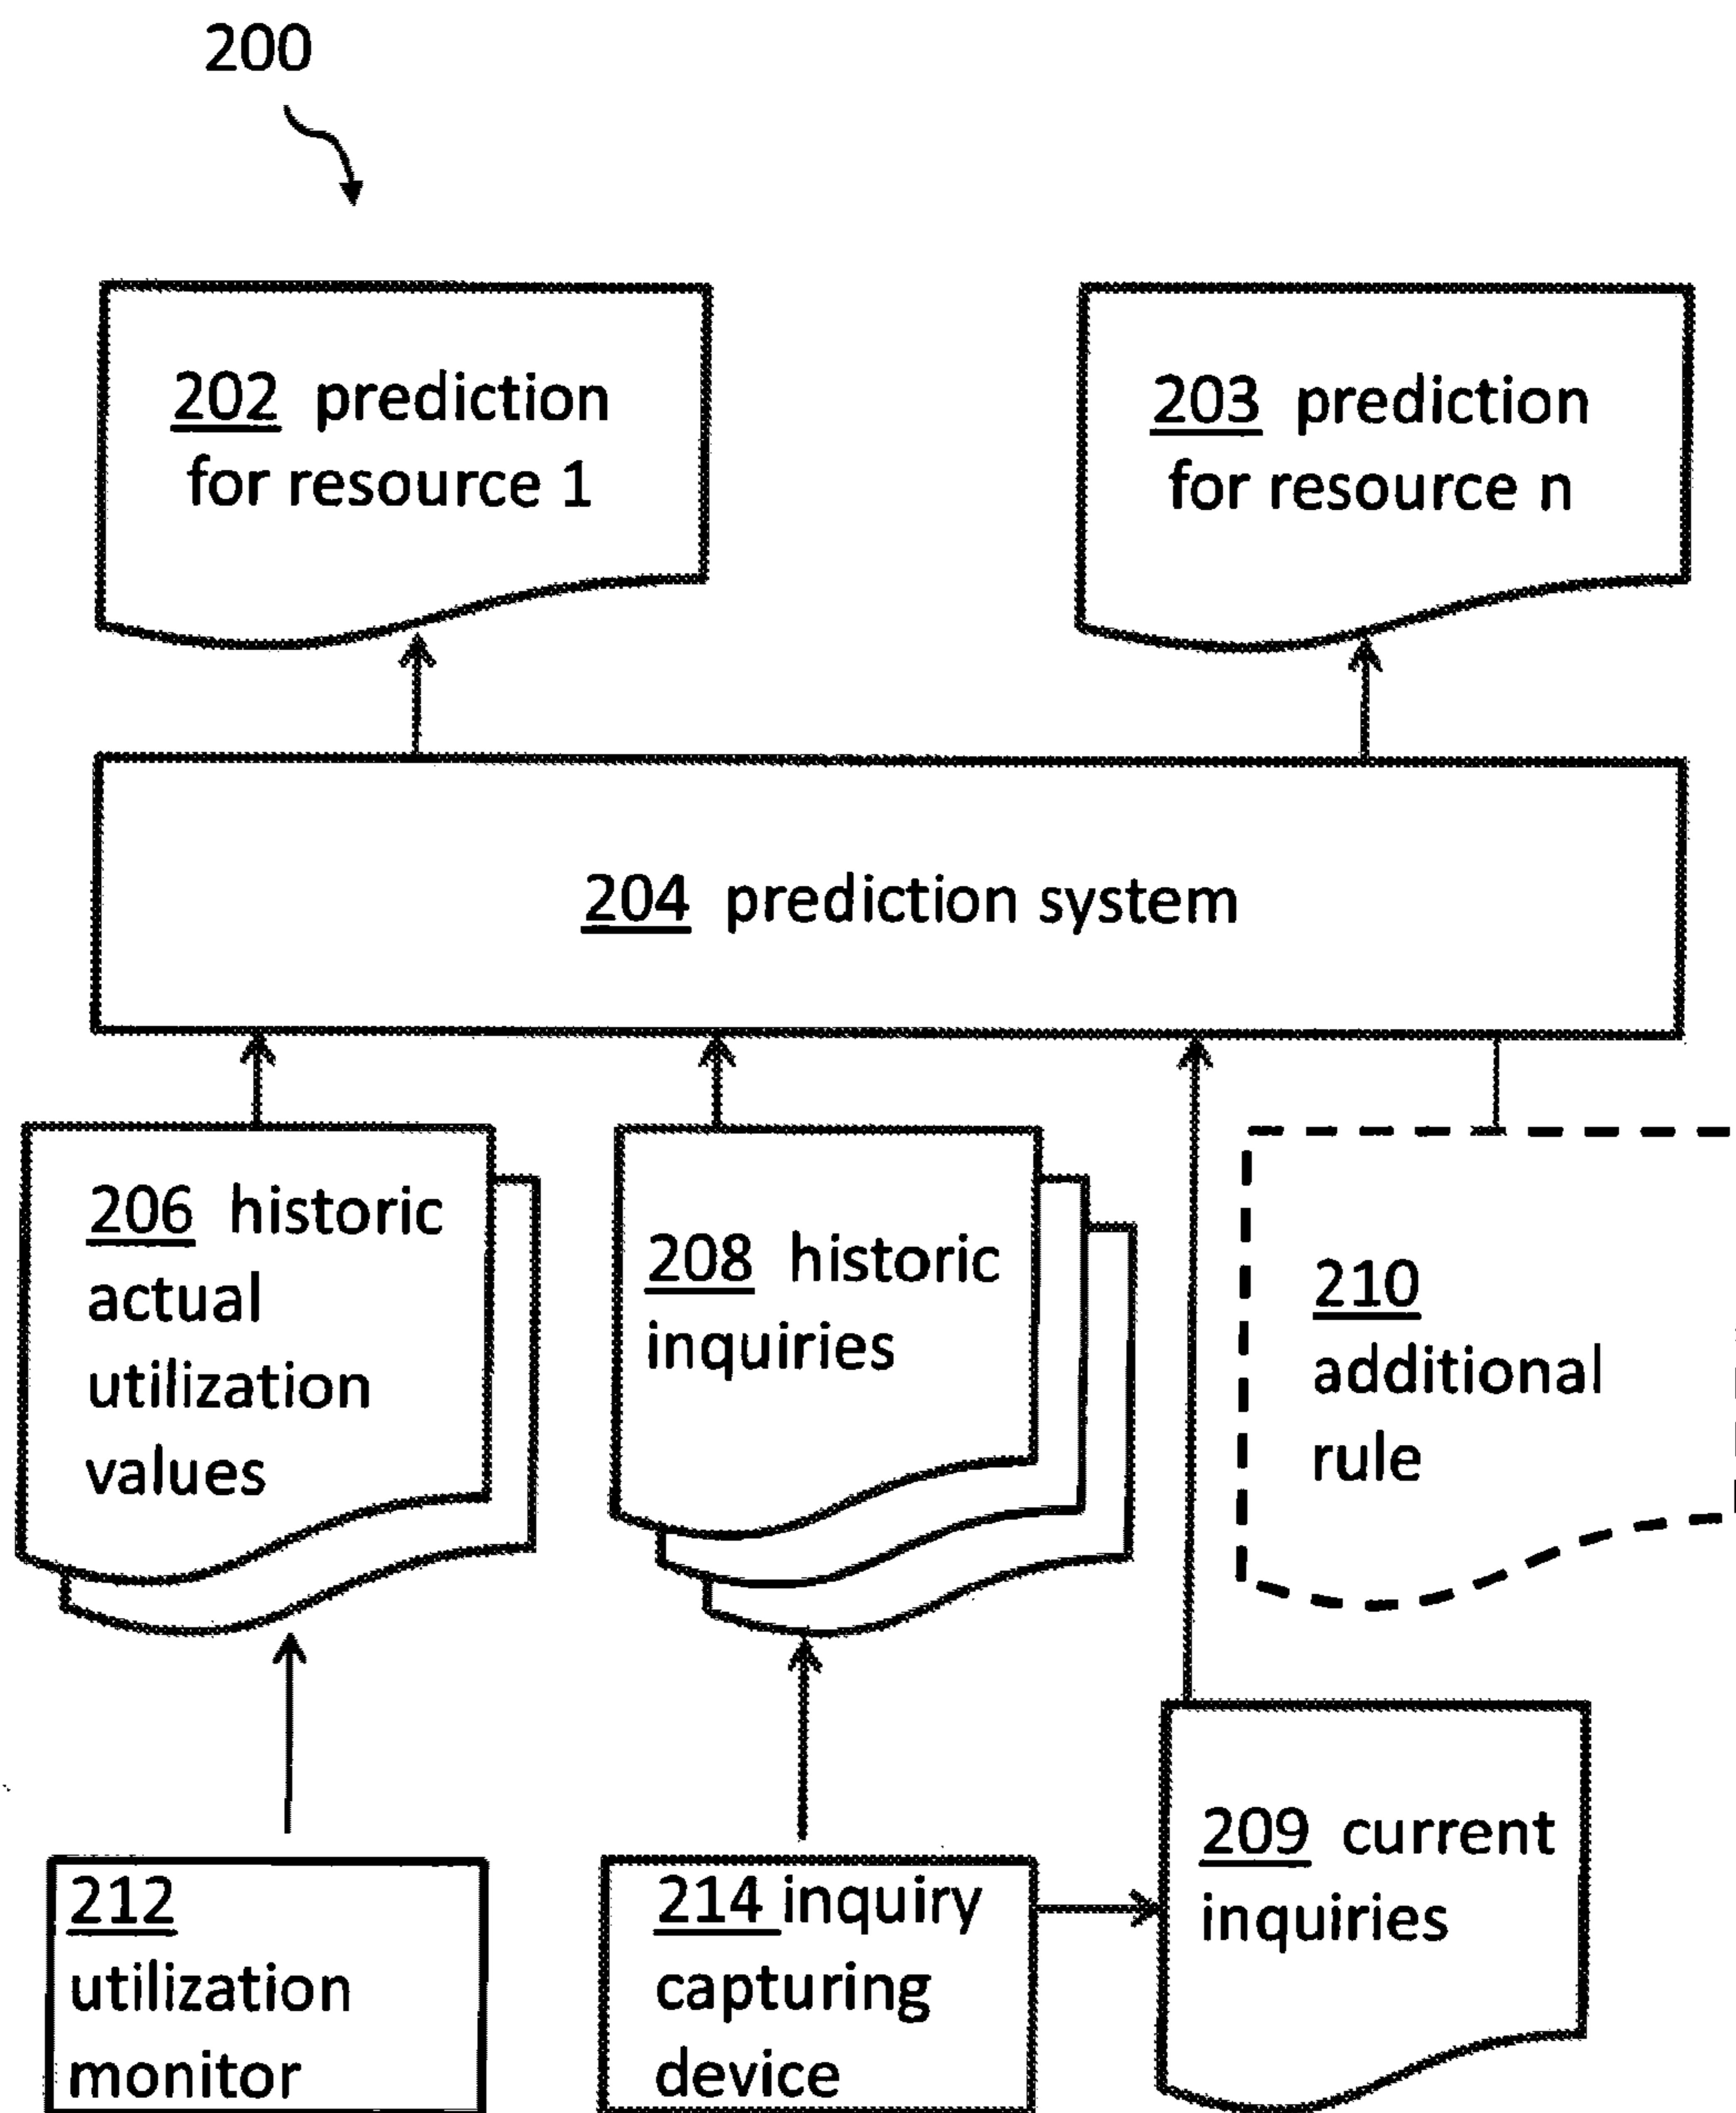 200
202 prediction
for resource 1
203 prediction
for resource n
204 prediction system
206 historic
actual
utilization
values
208 historic
inquiries
210
additional
rule
209 current
inquiries
212
utilization
monitor
214 inquiry
capturing
device